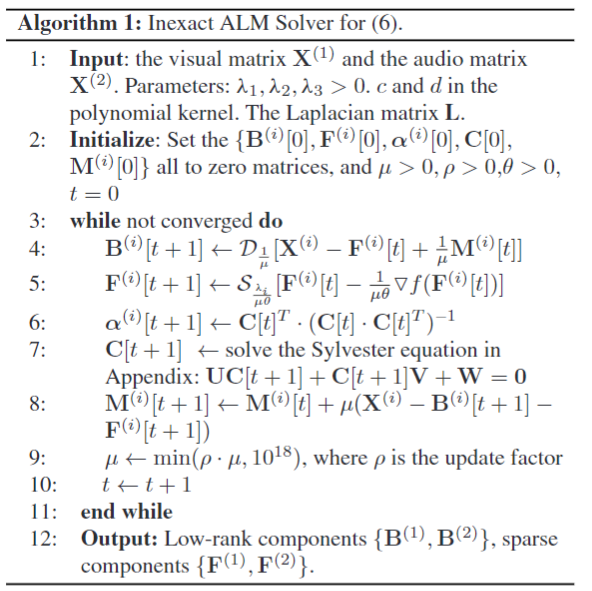 Algorithm 1: Inexact ALM Solver for (6).
1: Input: the visual matrix X⁽¹⁾ and the audio matrix
X⁽²⁾. Parameters: λ₁, λ₂, λ₃ > 0. c and d in the
polynomial kernel. The Laplacian matrix L.
2: Initialize: Set the {B⁽ⁱ⁾[0], F⁽ⁱ⁾[0], α⁽ⁱ⁾[0], C[0],
M⁽ⁱ⁾[0]} all to zero matrices, and μ > 0, ρ > 0,θ > 0,
t = 0
3: while not converged do
4: B⁽ⁱ⁾[t + 1] ← 𝒟_{1/μ} [X⁽ⁱ⁾ − F⁽ⁱ⁾[t] + 1/μ M⁽ⁱ⁾[t]]
5: F⁽ⁱ⁾[t + 1] ← 𝒮_{λᵢ/μθ} [F⁽ⁱ⁾[t] − 1/μθ ▽f(F⁽ⁱ⁾[t])]
6: α⁽ⁱ⁾[t + 1] ← C[t]ᵀ · (C[t] · C[t]ᵀ)⁻¹
7: C[t + 1] ← solve the Sylvester equation in
Appendix: UC[t + 1] + C[t + 1]V + W = 0
8: M⁽ⁱ⁾[t + 1] ← M⁽ⁱ⁾[t] + μ(X⁽ⁱ⁾ − B⁽ⁱ⁾[t + 1] −
F⁽ⁱ⁾[t + 1])
9: μ ← min(ρ · μ, 10¹⁸), where ρ is the update factor
10: t ← t + 1
11: end while
12: Output: Low-rank components {B⁽¹⁾, B⁽²⁾}, sparse
components {F⁽¹⁾, F⁽²⁾}.